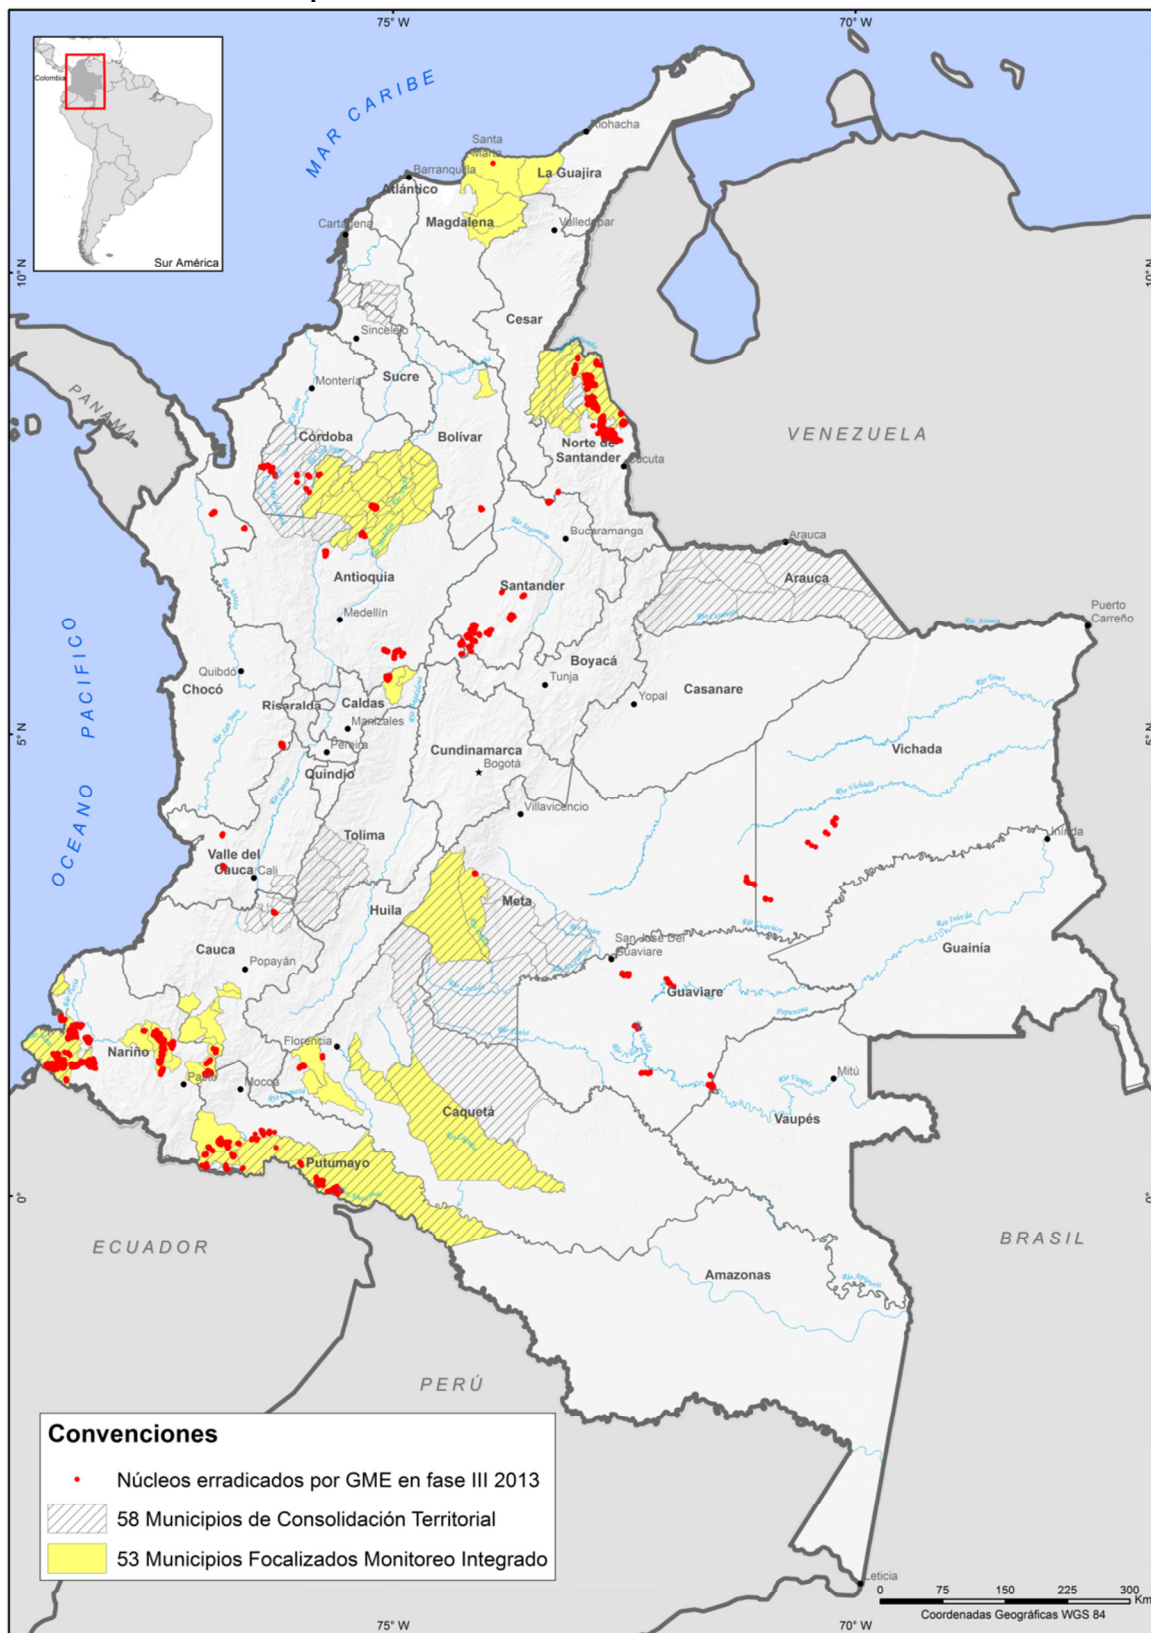 75° W
70° W
Colombia
Sur América
MAR CARIBE
Riohacha
Santa
Marta
La Guajira
Barranquilla
Atlántico
Magdalena
Cartagena
Valledupar
10° N
10° N
Cesar
Sincelejo
Sucre
Montería
PANAMÁ
VENEZUELA
Córdoba
Bolívar
Norte de
Santander
Cúcuta
Bucaramanga
Arauca
Arauca
Antioquia
Santander
Medellín
Puerto
Carreño
OCEANO PACIFICO
Quibdó
Chocó
Boyacá
Tunja
Casanare
Yopal
Risaralda
Caldas
Manizales
Vichada
5° N
5° N
Pereira
Cundinamarca
Bogotá
Quindío
Villavicencio
Tolima
Inírida
Valle del
Cauca
Cali
Huila
Meta
Cauca
San José Del
Guaviare
Guainía
Popayán
Guaviare
Nariño
Florencia
Pasto
Mocoa
Mitú
Caquetá
Vaupés
Putumayo
0°
0°
ECUADOR
BRASIL
Amazonas
PERÚ
Convenciones
Núcleos erradicados por GME en fase III 2013
58 Municipios de Consolidación Territorial
53 Municipios Focalizados Monitoreo Integrado
Leticia
0 75 150 225 300
Km
Coordenadas Geográficas WGS 84
75° W
70° W